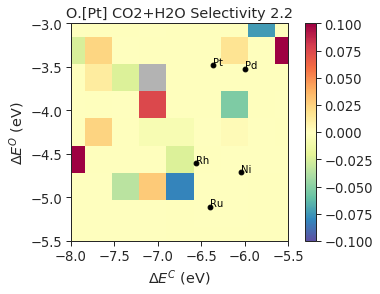 O.[Pt] CO2+H2O Selectivity 2.2
−3.0
−3.5
−4.0
−4.5
−5.0
−5.5
ΔE^O (eV)
Pt
Pd
Rh
Ni
Ru
−8.0 −7.5 −7.0 −6.5 −6.0 −5.5
ΔE^C (eV)
0.100
0.075
0.050
0.025
0.000
−0.025
−0.050
−0.075
−0.100